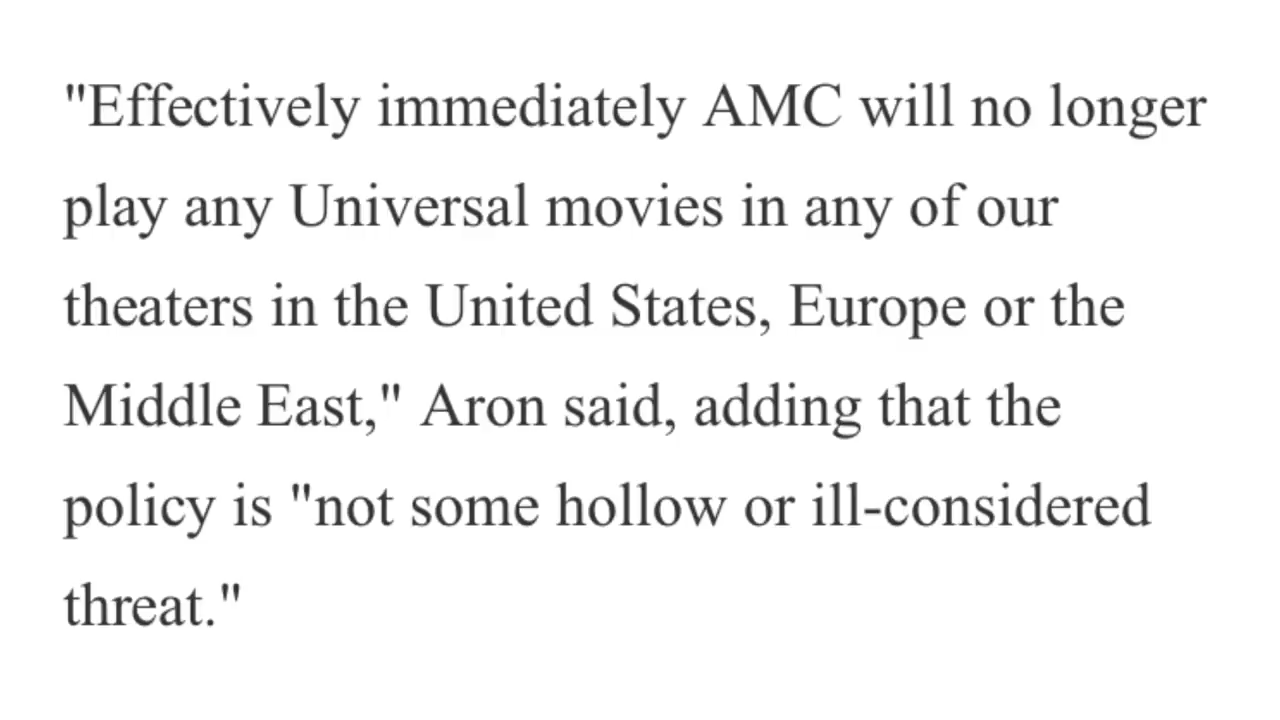 "Effectively immediately AMC will no longer
play any Universal movies in any of our
theaters in the United States, Europe or the
Middle East," Aron said, adding that the
policy is "not some hollow or ill-considered
threat."